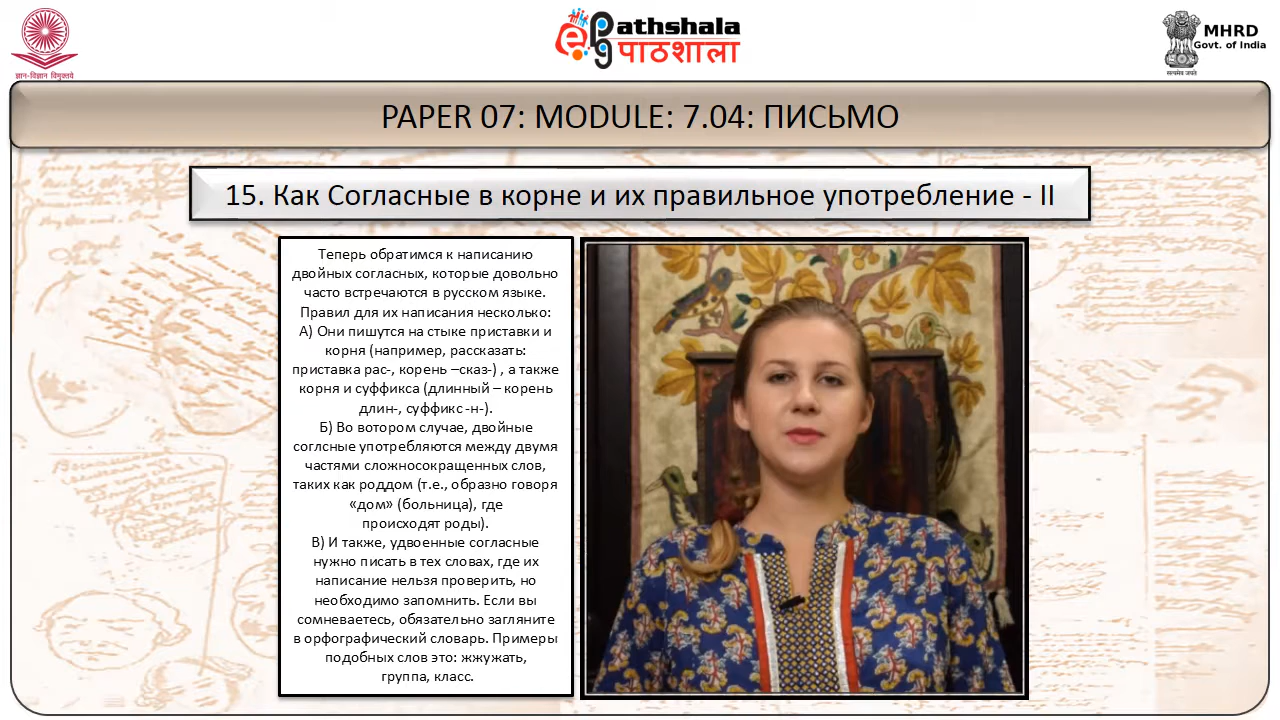 ज्ञान-विज्ञान विमुक्तये
e Pathshala
पाठशाला
MHRD
Govt. of India
सत्यमेव जयते
PAPER 07: MODULE: 7.04: ПИСЬМО
15. Как Согласные в корне и их правильное употребление - II
Теперь обратимся к написанию
двойных согласных, которые довольно
часто встречаются в русском языке.
Правил для их написания несколько:
А) Они пишутся на стыке приставки и
корня (например, рассказать:
приставка рас-, корень –сказ-) , а также
корня и суффикса (длинный – корень
длин-, суффикс -н-).
Б) Во вотором случае, двойные
соглсные употребляются между двумя
частями сложносокращенных слов,
таких как роддом (т.е., образно говоря
«дом» (больница), где
происходят роды).
В) И также, удвоенные согласные
нужно писать в тех словах, где их
написание нельзя проверить, но
необходимо запомнить. Если вы
сомневаетесь, обязательно загляните
в орфографический словарь. Примеры
подобных слов это: жжужать,
группа, класс.